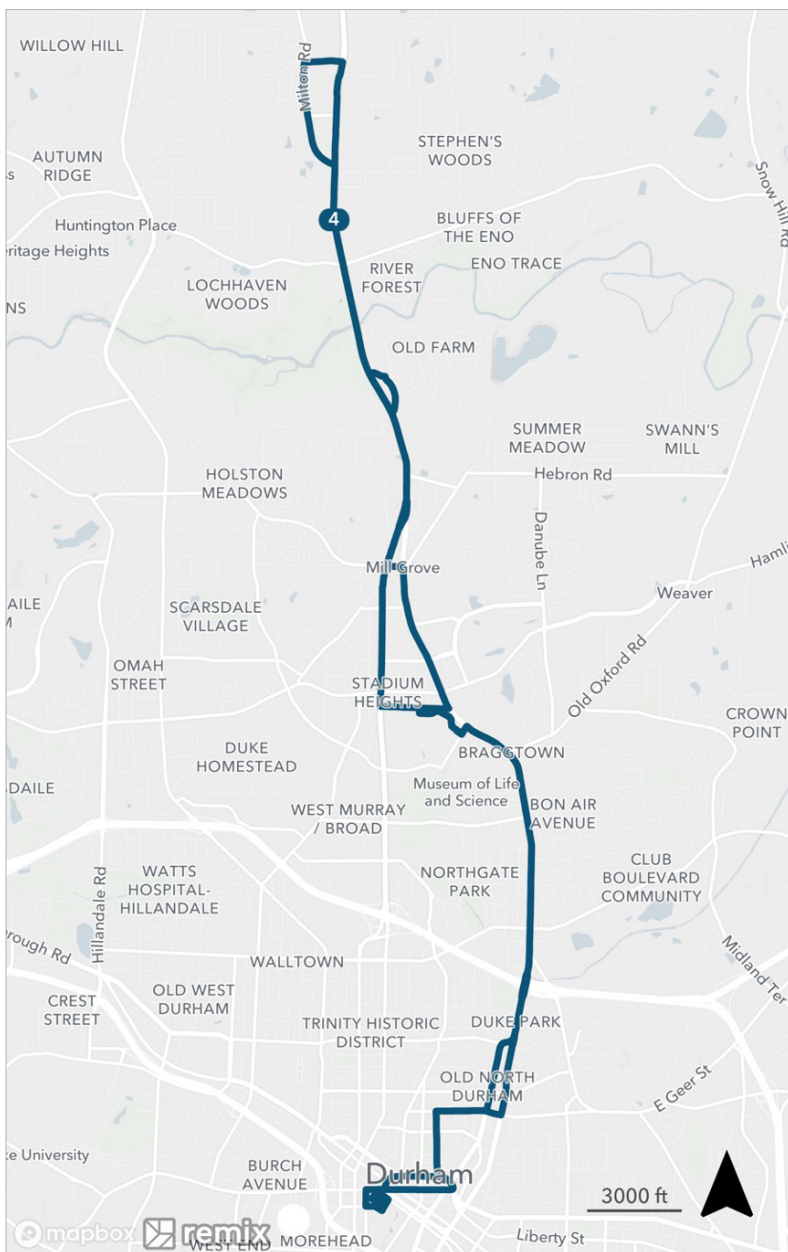 WILLOW HILL
Milton Rd
STEPHEN'S
WOODS
AUTUMN
RIDGE
Snow Hill Rd
4
Huntington Place
BLUFFS OF
THE ENO
eritage Heights
ENO TRACE
RIVER
FOREST
LOCHHAVEN
WOODS
NS
OLD FARM
SUMMER
MEADOW
SWANN'S
MILL
HOLSTON
MEADOWS
Hebron Rd
Danube Ln
Mill Grove
Hamli
Weaver
AILE
M
SCARSDALE
VILLAGE
OMAH
STREET
STADIUM
HEIGHTS
Old Oxford Rd
CROWN
POINT
DUKE
HOMESTEAD
BRAGGTOWN
SDAILE
Museum of Life
and Science
WEST MURRAY
/ BROAD
BON AIR
AVENUE
WATTS
HOSPITAL-
HILLANDALE
NORTHGATE
PARK
CLUB
BOULEVARD
COMMUNITY
Hillandale Rd
orough Rd
WALLTOWN
Midland Ter
CREST
STREET
OLD WEST
DURHAM
TRINITY HISTORIC
DISTRICT
DUKE PARK
OLD NORTH
DURHAM
E Geer St
ke University
BURCH
AVENUE
Durham
3000 ft
mapbox remix
WEST END
MOREHEAD
Liberty St